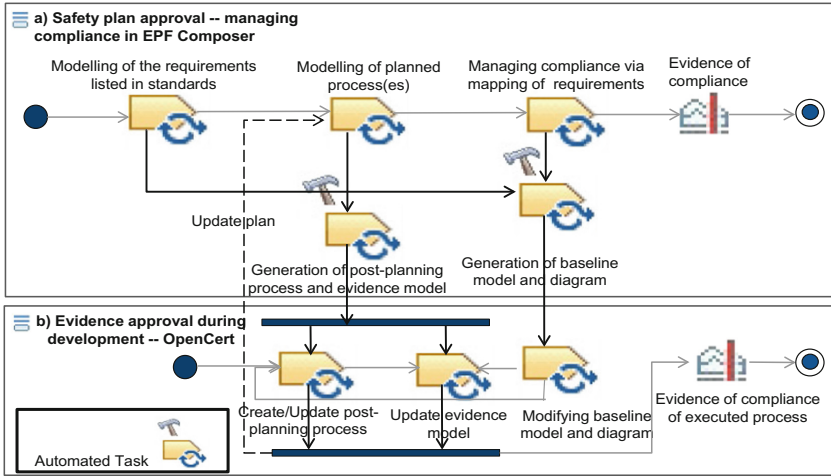 a) Safety plan approval -- managing
compliance in EPF Composer
Modelling of the requirements
listed in standards
Modelling of planned
process(es)
Managing compliance via
mapping of requirements
Evidence of
compliance
Update plan
Generation of post-planning
process and evidence model
Generation of baseline
model and diagram
b) Evidence approval during
development -- OpenCert
Create/Update post-
planning process
Update evidence
model
Modifying baseline
model and diagram
Evidence of compliance
of executed process
Automated Task